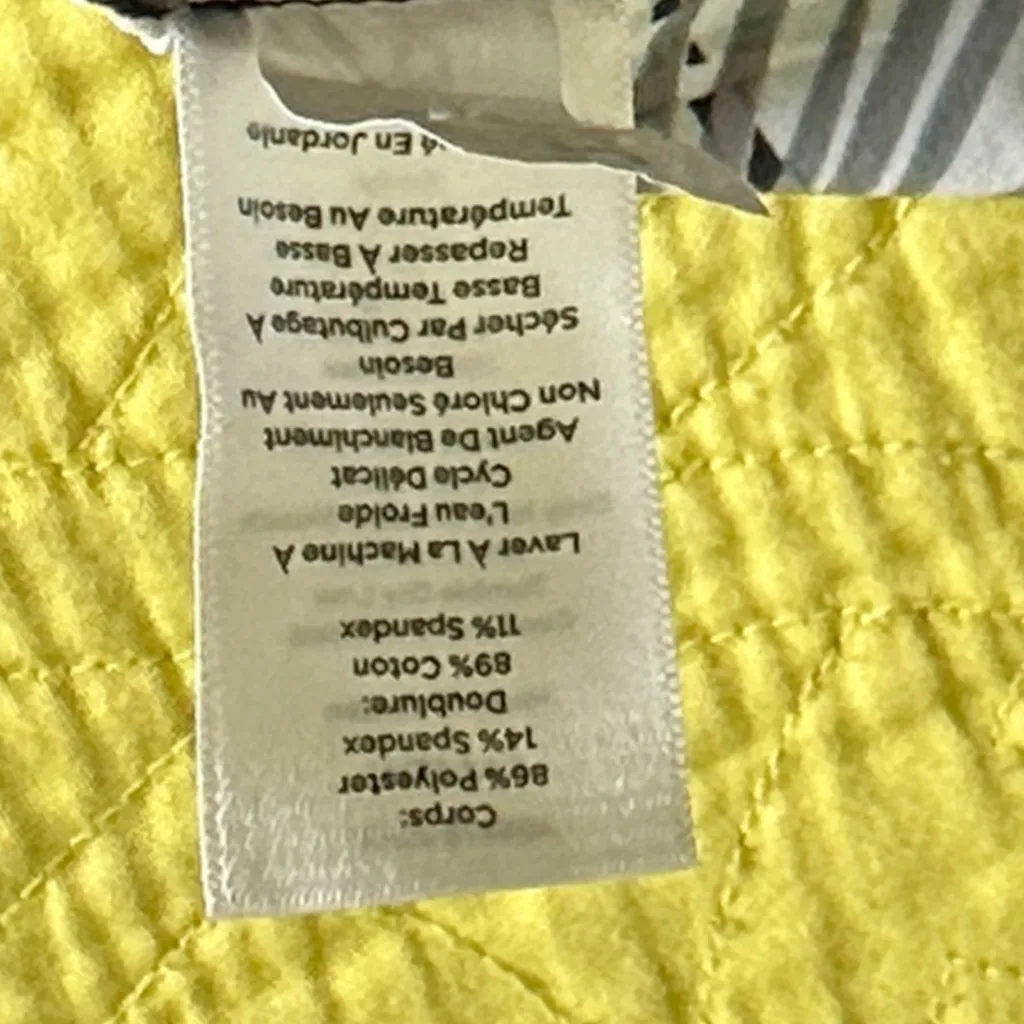 Corps:
86% Polyester
14% Spandex
Doublure:
89% Coton
11% Spandex
Laver À La Machine À
L'eau Froide
Cycle Délicat
Agent De Blanchiment
Non Chloré Seulement Au
Besoin
Sécher Par Culbutage À
Basse Température
Repasser À Basse
Température Au Besoin
En Jordanie